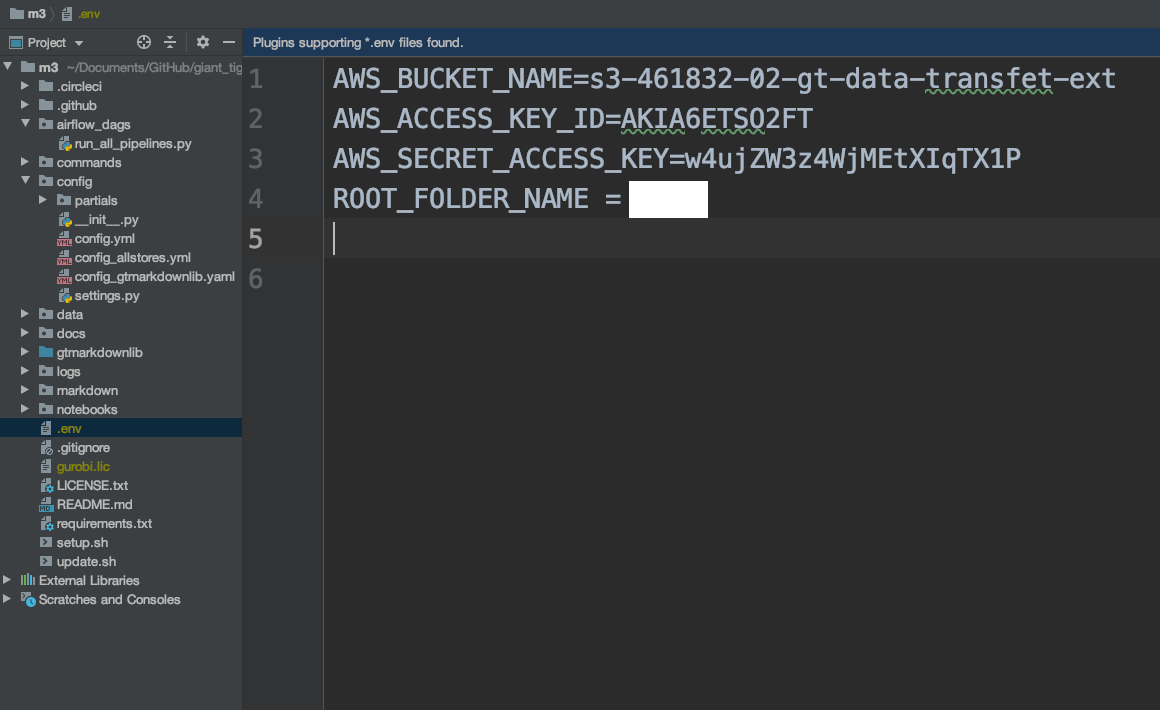 m3 .env
Project
Plugins supporting *.env files found.
m3 ~/Documents/GitHub/giant_tig
.circleci
.github
airflow_dags
run_all_pipelines.py
commands
config
partials
__init__.py
config.yml
config_allstores.yml
config_gtmarkdownlib.yaml
settings.py
data
docs
gtmarkdownlib
logs
markdown
notebooks
.env
.gitignore
gurobi.lic
LICENSE.txt
README.md
requirements.txt
setup.sh
update.sh
External Libraries
Scratches and Consoles
1 AWS_BUCKET_NAME=s3-461832-02-gt-data-transfet-ext
2 AWS_ACCESS_KEY_ID=AKIA6ETSO2FT
3 AWS_SECRET_ACCESS_KEY=w4ujZW3z4WjMEtXIqTX1P
4 ROOT_FOLDER_NAME =
5
6